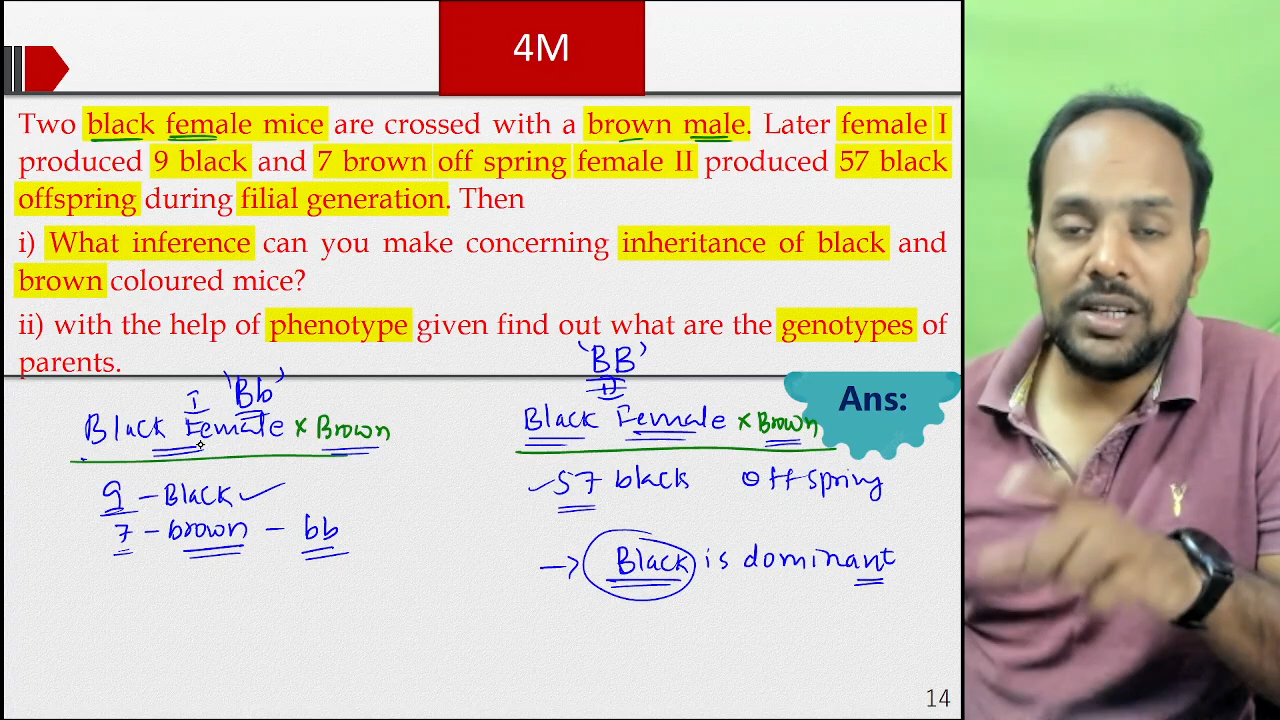 4M
Two black female mice are crossed with a brown male. Later female I
produced 9 black and 7 brown off spring female II produced 57 black
offspring during filial generation. Then
i) What inference can you make concerning inheritance of black and
brown coloured mice?
ii) with the help of phenotype given find out what are the genotypes of
parents.
'BB'
II
I 'Bb'
Ans:
Black Female × Brown
Black Female × Brown
9 - Black ✓
57 black offspring
7 - brown - bb
→ Black is dominant
14